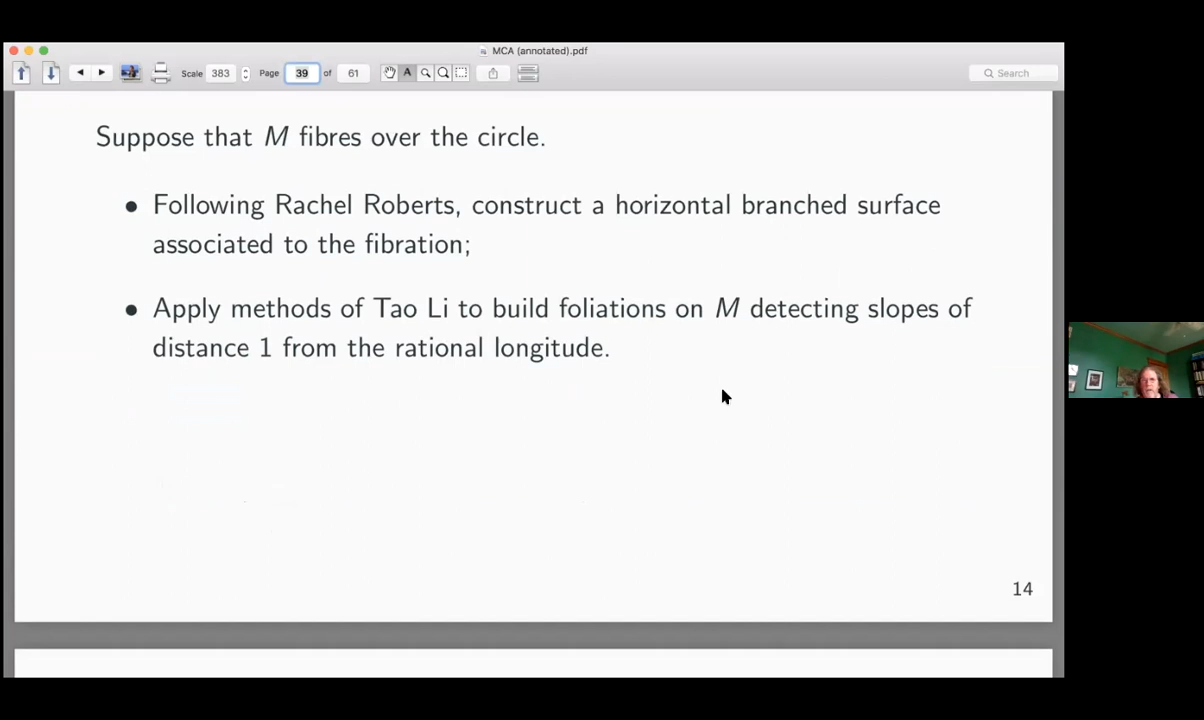 MCA (annotated).pdf
Scale 383 Page 39 of 61 A Search
Suppose that M fibres over the circle.
• Following Rachel Roberts, construct a horizontal branched surface
associated to the fibration;
• Apply methods of Tao Li to build foliations on M detecting slopes of
distance 1 from the rational longitude.
14